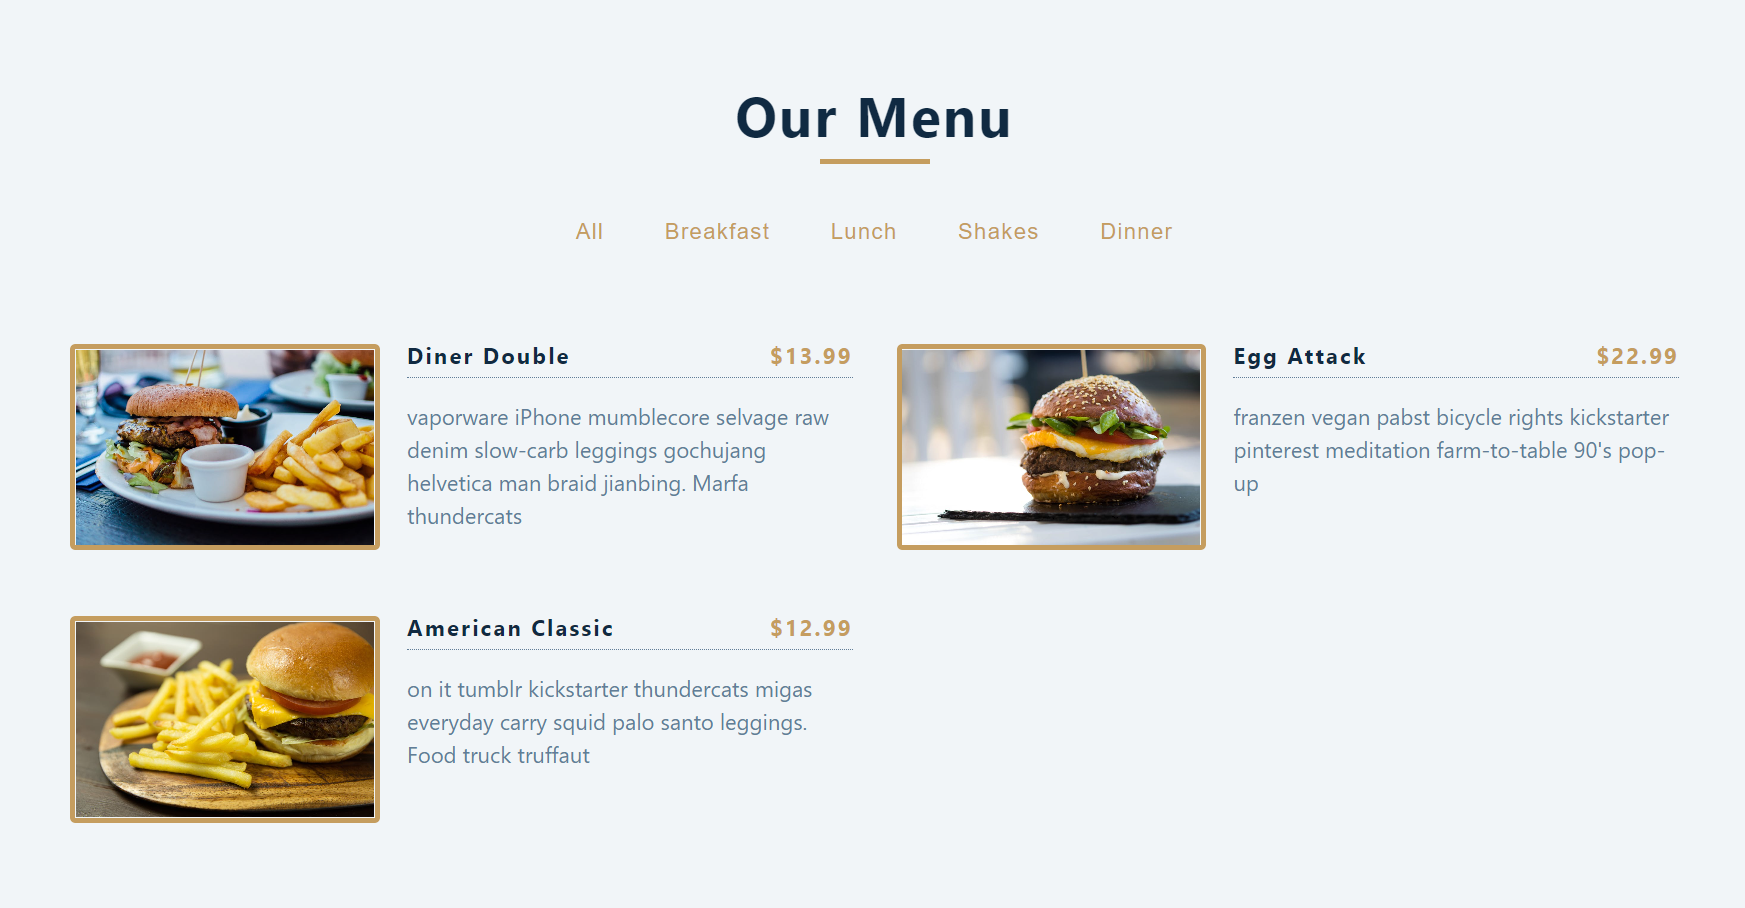 Our Menu
All Breakfast Lunch Shakes Dinner
Diner Double $13.99
vaporware iPhone mumblecore selvage raw
denim slow-carb leggings gochujang
helvetica man braid jianbing. Marfa
thundercats
Egg Attack $22.99
franzen vegan pabst bicycle rights kickstarter
pinterest meditation farm-to-table 90's pop-
up
American Classic $12.99
on it tumblr kickstarter thundercats migas
everyday carry squid palo santo leggings.
Food truck truffaut